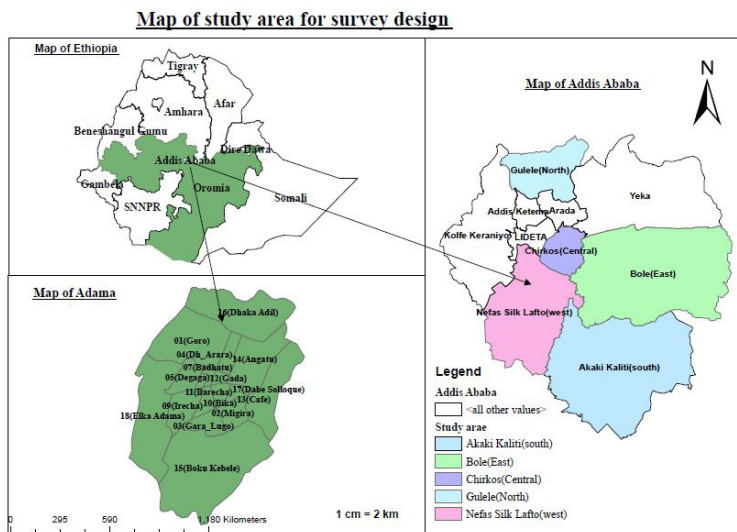 Map of study area for survey design
Map of Ethiopia
Tigray
Afar
Amhara
Beneshangul Gumu
Dire Dawa
Addis Ababa
Gambela
Oromia
Somali
SNNPR
Map of Adama
16(Dhaka Adil)
01(Goro)
04(Dh_Arara)
14(Angatu)
07(Badhatu)
05(Degaga)
12(Gada)
17(Dabe Solloque)
11(Barecha)
13(Cafe)
10(Bika)
09(Irecha)
02(Migira)
18(Elka Adama)
03(Gara_Lugo)
15(Boku Kebele)
0 295 590 1,180 Kilometers
1 cm = 2 km
Map of Addis Ababa
N
Gulele(North)
Yeka
Addis Ketema
Arada
Kolfe Keraniyo
LIDETA
Chirkos(Central)
Bole(East)
Nefas Silk Lafto(west)
Akaki Kaliti(south)
Legend
Addis Ababa
<all other values>
Study arae
Akaki Kaliti(south)
Bole(East)
Chirkos(Central)
Gulele(North)
Nefas Silk Lafto(west)